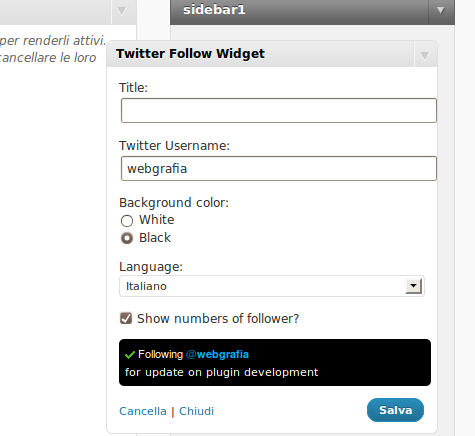 sidebar1
per renderli attivi.
cancellare le loro
Twitter Follow Widget
Title:
Twitter Username:
webgrafia
Background color:
White
Black
Language:
Italiano
Show numbers of follower?
Following @webgrafia
for update on plugin development
Cancella | Chiudi
Salva